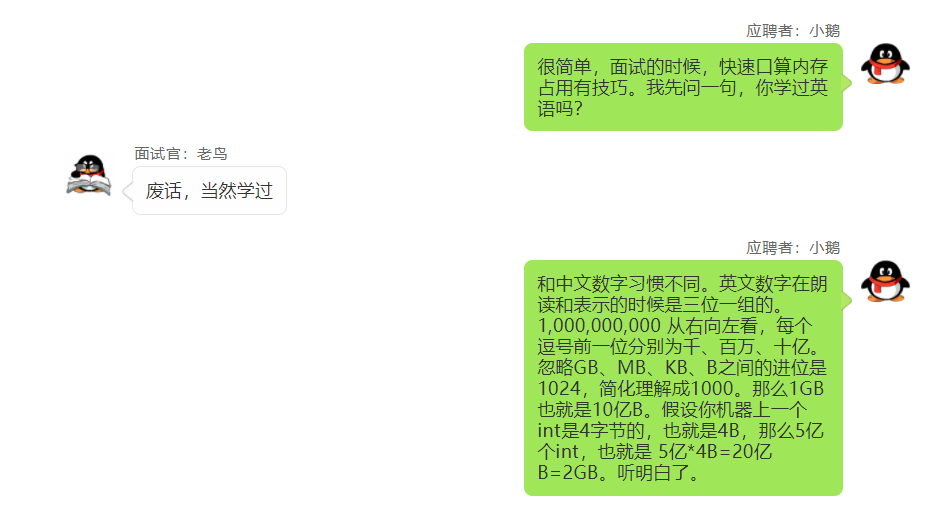 应聘者：小鹅
很简单，面试的时候，快速口算内存
占用有技巧。我先问一句，你学过英
语吗？
面试官：老鸟
废话，当然学过
应聘者：小鹅
和中文数字习惯不同。英文数字在朗
读和表示的时候是三位一组的。
1,000,000,000 从右向左看，每个
逗号前一位分别为千、百万、十亿。
忽略GB、MB、KB、B之间的进位是
1024，简化理解成1000。那么1GB
也就是10亿B。假设你机器上一个
int是4字节的，也就是4B，那么5亿
个int，也就是 5亿*4B=20亿
B=2GB。听明白了。